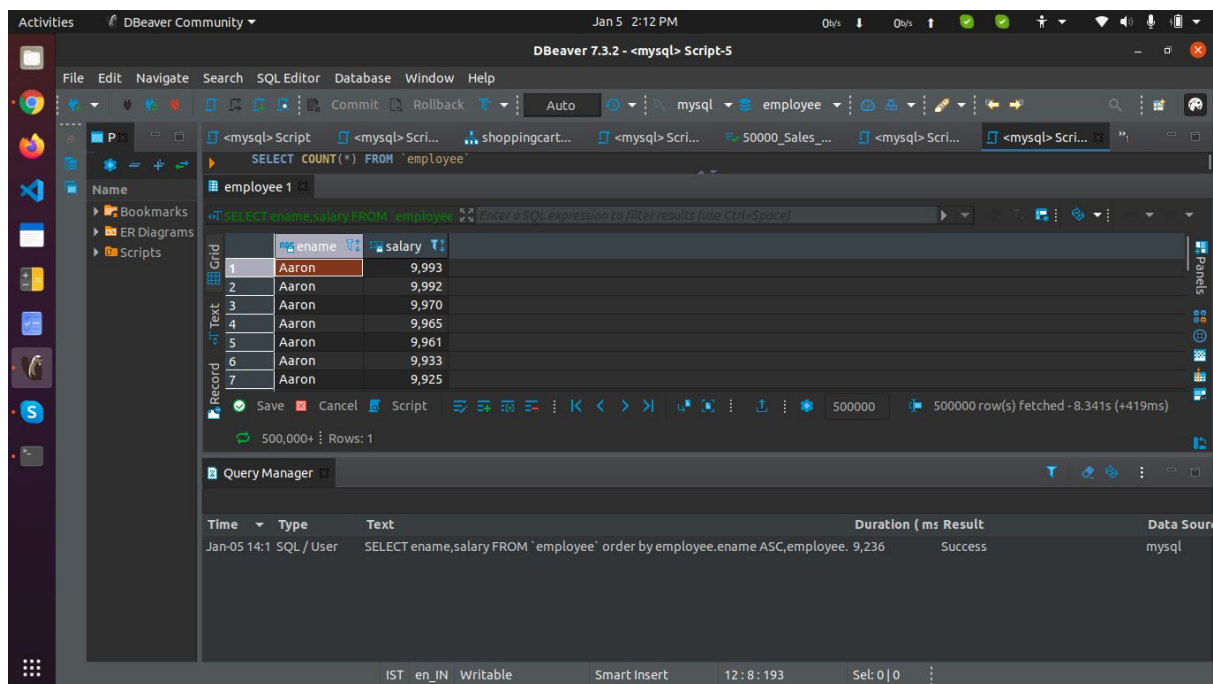 Activities DBeaver Community Jan 5 2:12 PM 0b/s 0b/s
DBeaver 7.3.2 - <mysql> Script-5
File Edit Navigate Search SQL Editor Database Window Help
Commit Rollback T Auto mysql employee
P <mysql> Script <mysql> Scri... shoppingcart... <mysql> Scri... 50000_Sales_... <mysql> Scri... <mysql> Scri... »1
SELECT COUNT(*) FROM `employee`
Name employee 1
Bookmarks SELECT ename,salary FROM `employee Enter a SQL expression to filter results (use Ctrl+Space)
ER Diagrams
Scripts Grid ABC ename 123 salary Panels
1 Aaron 9,993
2 Aaron 9,992
Text 3 Aaron 9,970
4 Aaron 9,965
5 Aaron 9,961
Record 6 Aaron 9,933
7 Aaron 9,925
Save Cancel Script 500000 500000 row(s) fetched - 8.341s (+419ms)
500,000+ Rows: 1
Query Manager
Time Type Text Duration ( ms Result Data Sour
Jan-05 14:1 SQL / User SELECT ename,salary FROM `employee` order by employee.ename ASC,employee. 9,236 Success mysql
IST en_IN Writable Smart Insert 12 : 8 : 193 Sel: 0 | 0